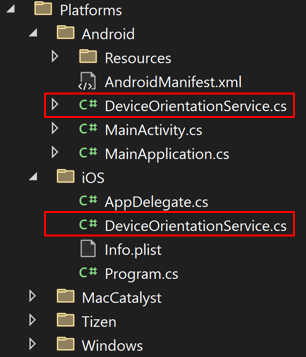 Platforms
Android
Resources
AndroidManifest.xml
C# DeviceOrientationService.cs
C# MainActivity.cs
C# MainApplication.cs
iOS
C# AppDelegate.cs
C# DeviceOrientationService.cs
Info.plist
C# Program.cs
MacCatalyst
Tizen
Windows